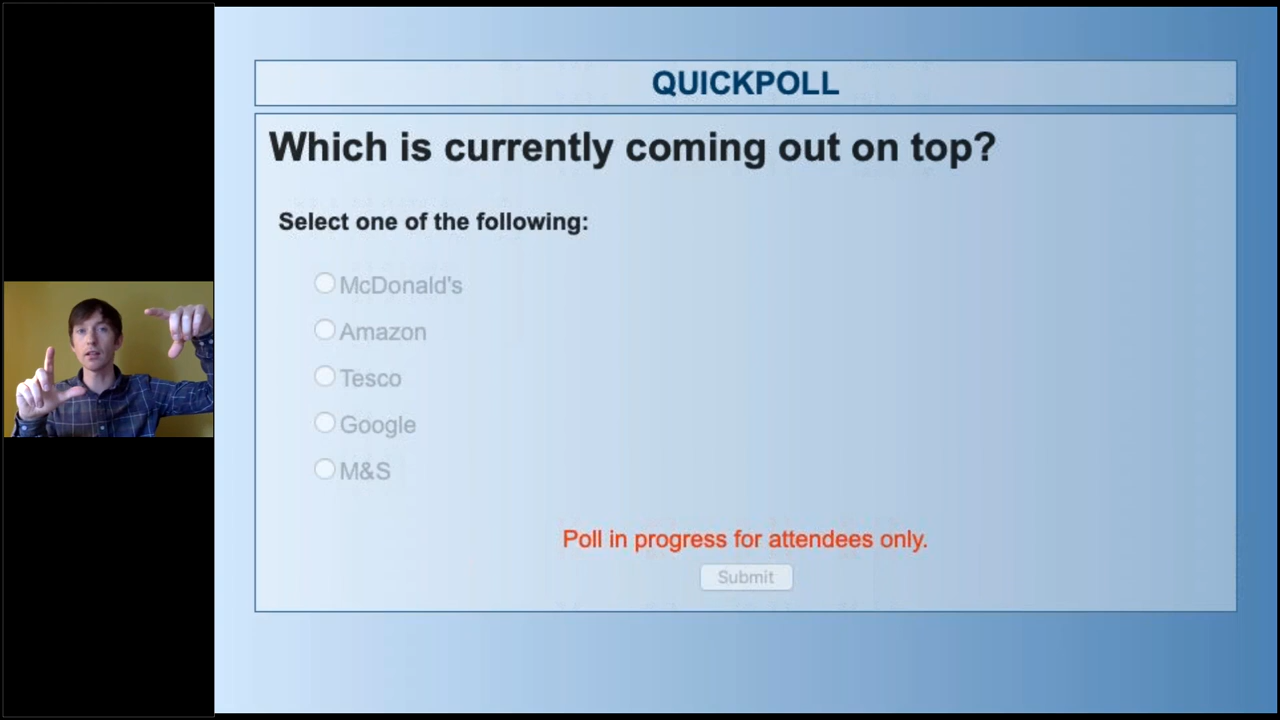 QUICKPOLL
Which is currently coming out on top?
Select one of the following:
McDonald's
Amazon
Tesco
Google
M&S
Poll in progress for attendees only.
Submit